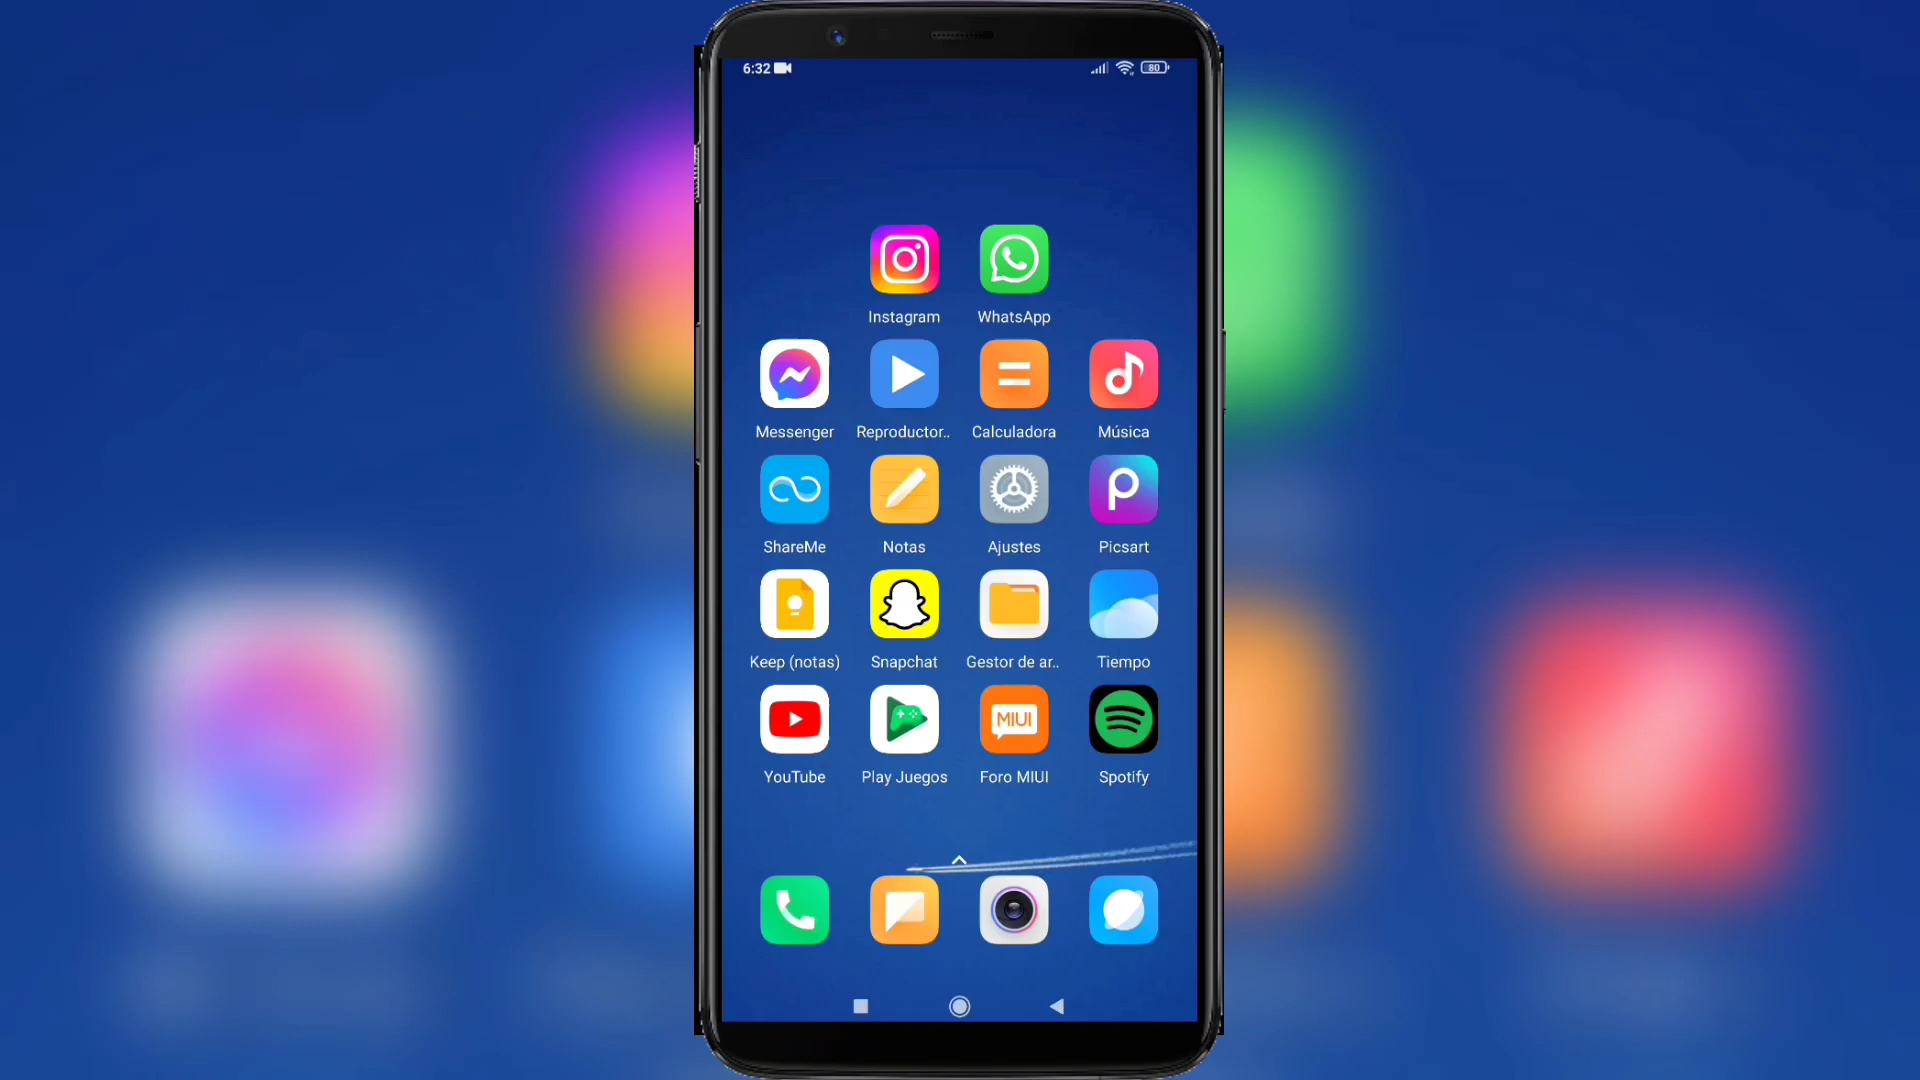 6:32
80
Instagram WhatsApp
Messenger Reproductor.. Calculadora Música
ShareMe Notas Ajustes Picsart
Keep (notas) Snapchat Gestor de ar.. Tiempo
MIUI
YouTube Play Juegos Foro MIUI Spotify